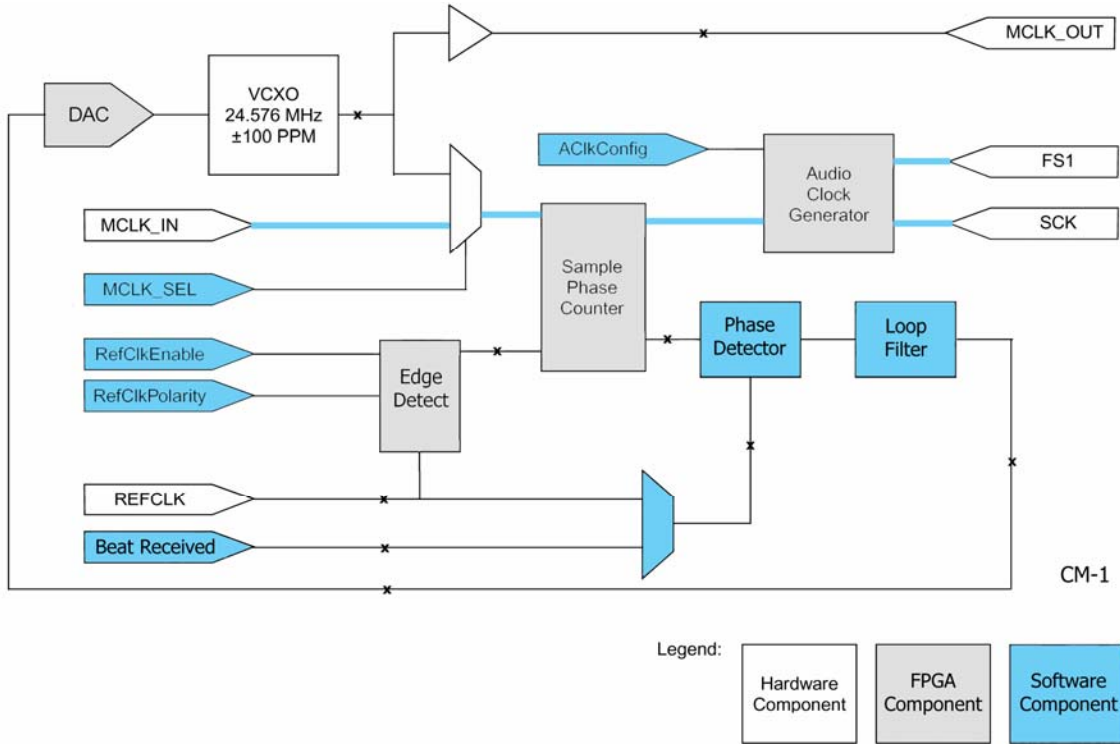 MCLK_OUT
DAC
VCXO
24.576 MHz
±100 PPM
AClkConfig
Audio
Clock
Generator
FS1
SCK
MCLK_IN
MCLK_SEL
Sample
Phase
Counter
Phase
Detector
Loop
Filter
RefClkEnable
RefClkPolarity
Edge
Detect
x
x
x
x
x
x
x
x
x
REFCLK
Beat Received
CM-1
Legend:
Hardware
Component
FPGA
Component
Software
Component